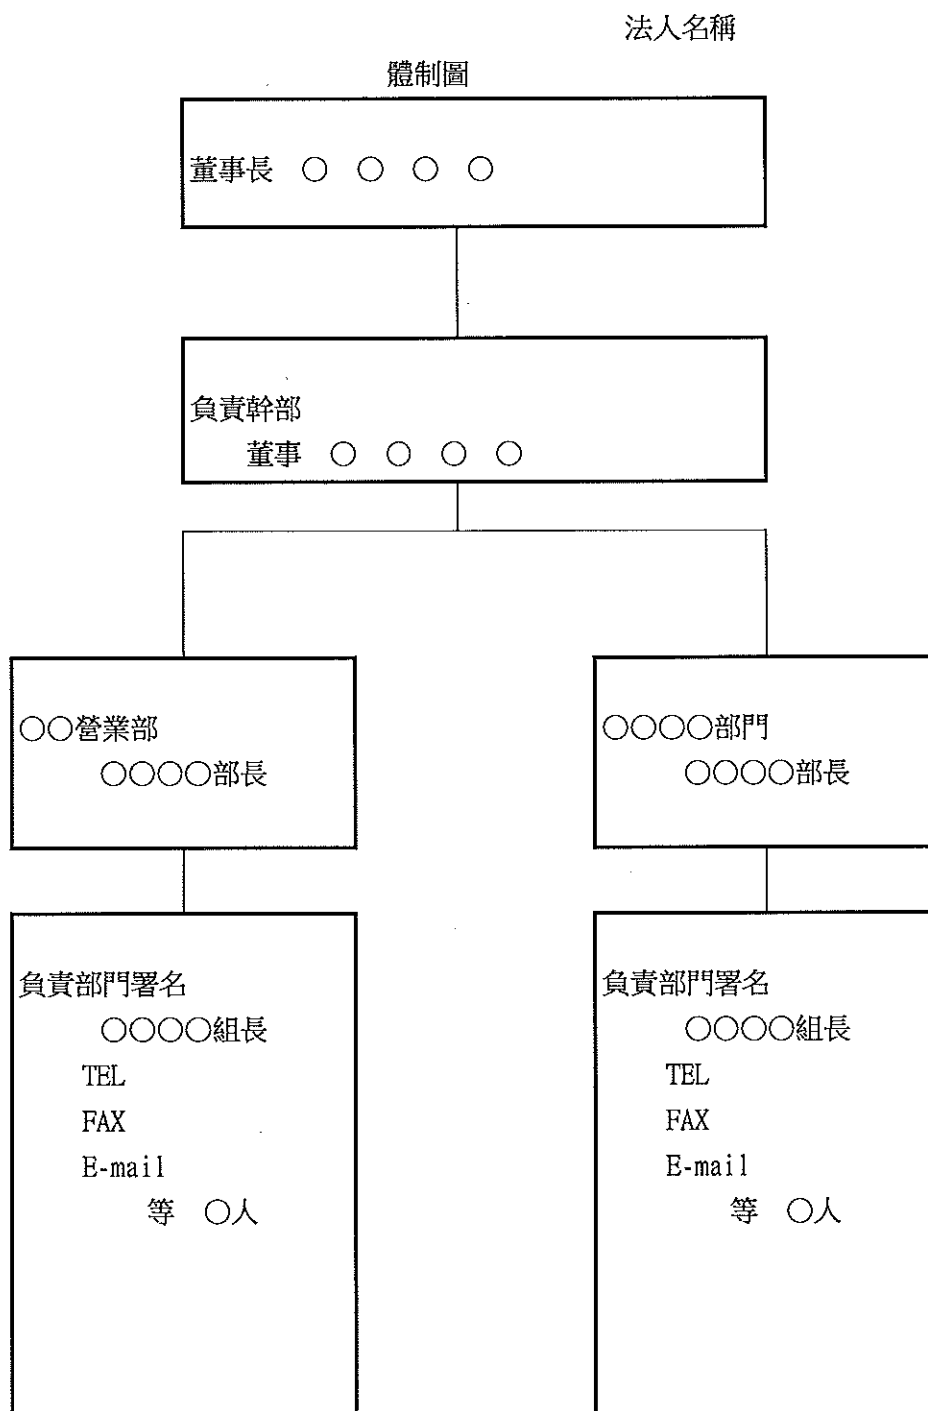 法人名稱
體制圖
董事長 ○ ○ ○ ○
負責幹部
董事 ○ ○ ○ ○
○○營業部
○○○○部長
○○○○部門
○○○○部長
負責部門署名
○○○○組長
TEL
FAX
E-mail
等 ○人
負責部門署名
○○○○組長
TEL
FAX
E-mail
等 ○人